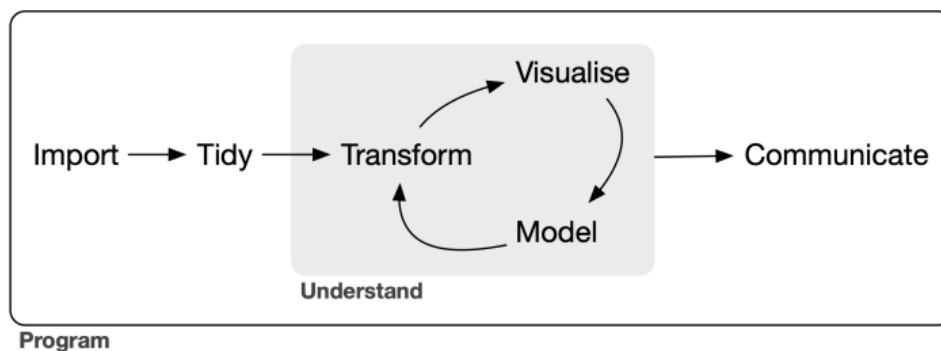 Visualise
Import Tidy Transform Communicate
Model
Understand
Program